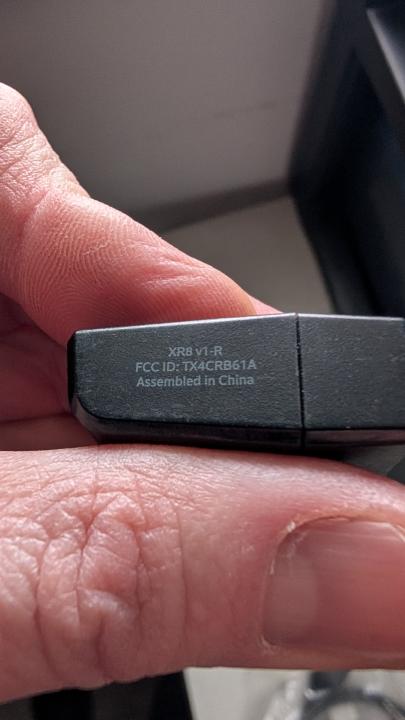 XR8 v1-R
FCC ID: TX4CRB61A
Assembled in China